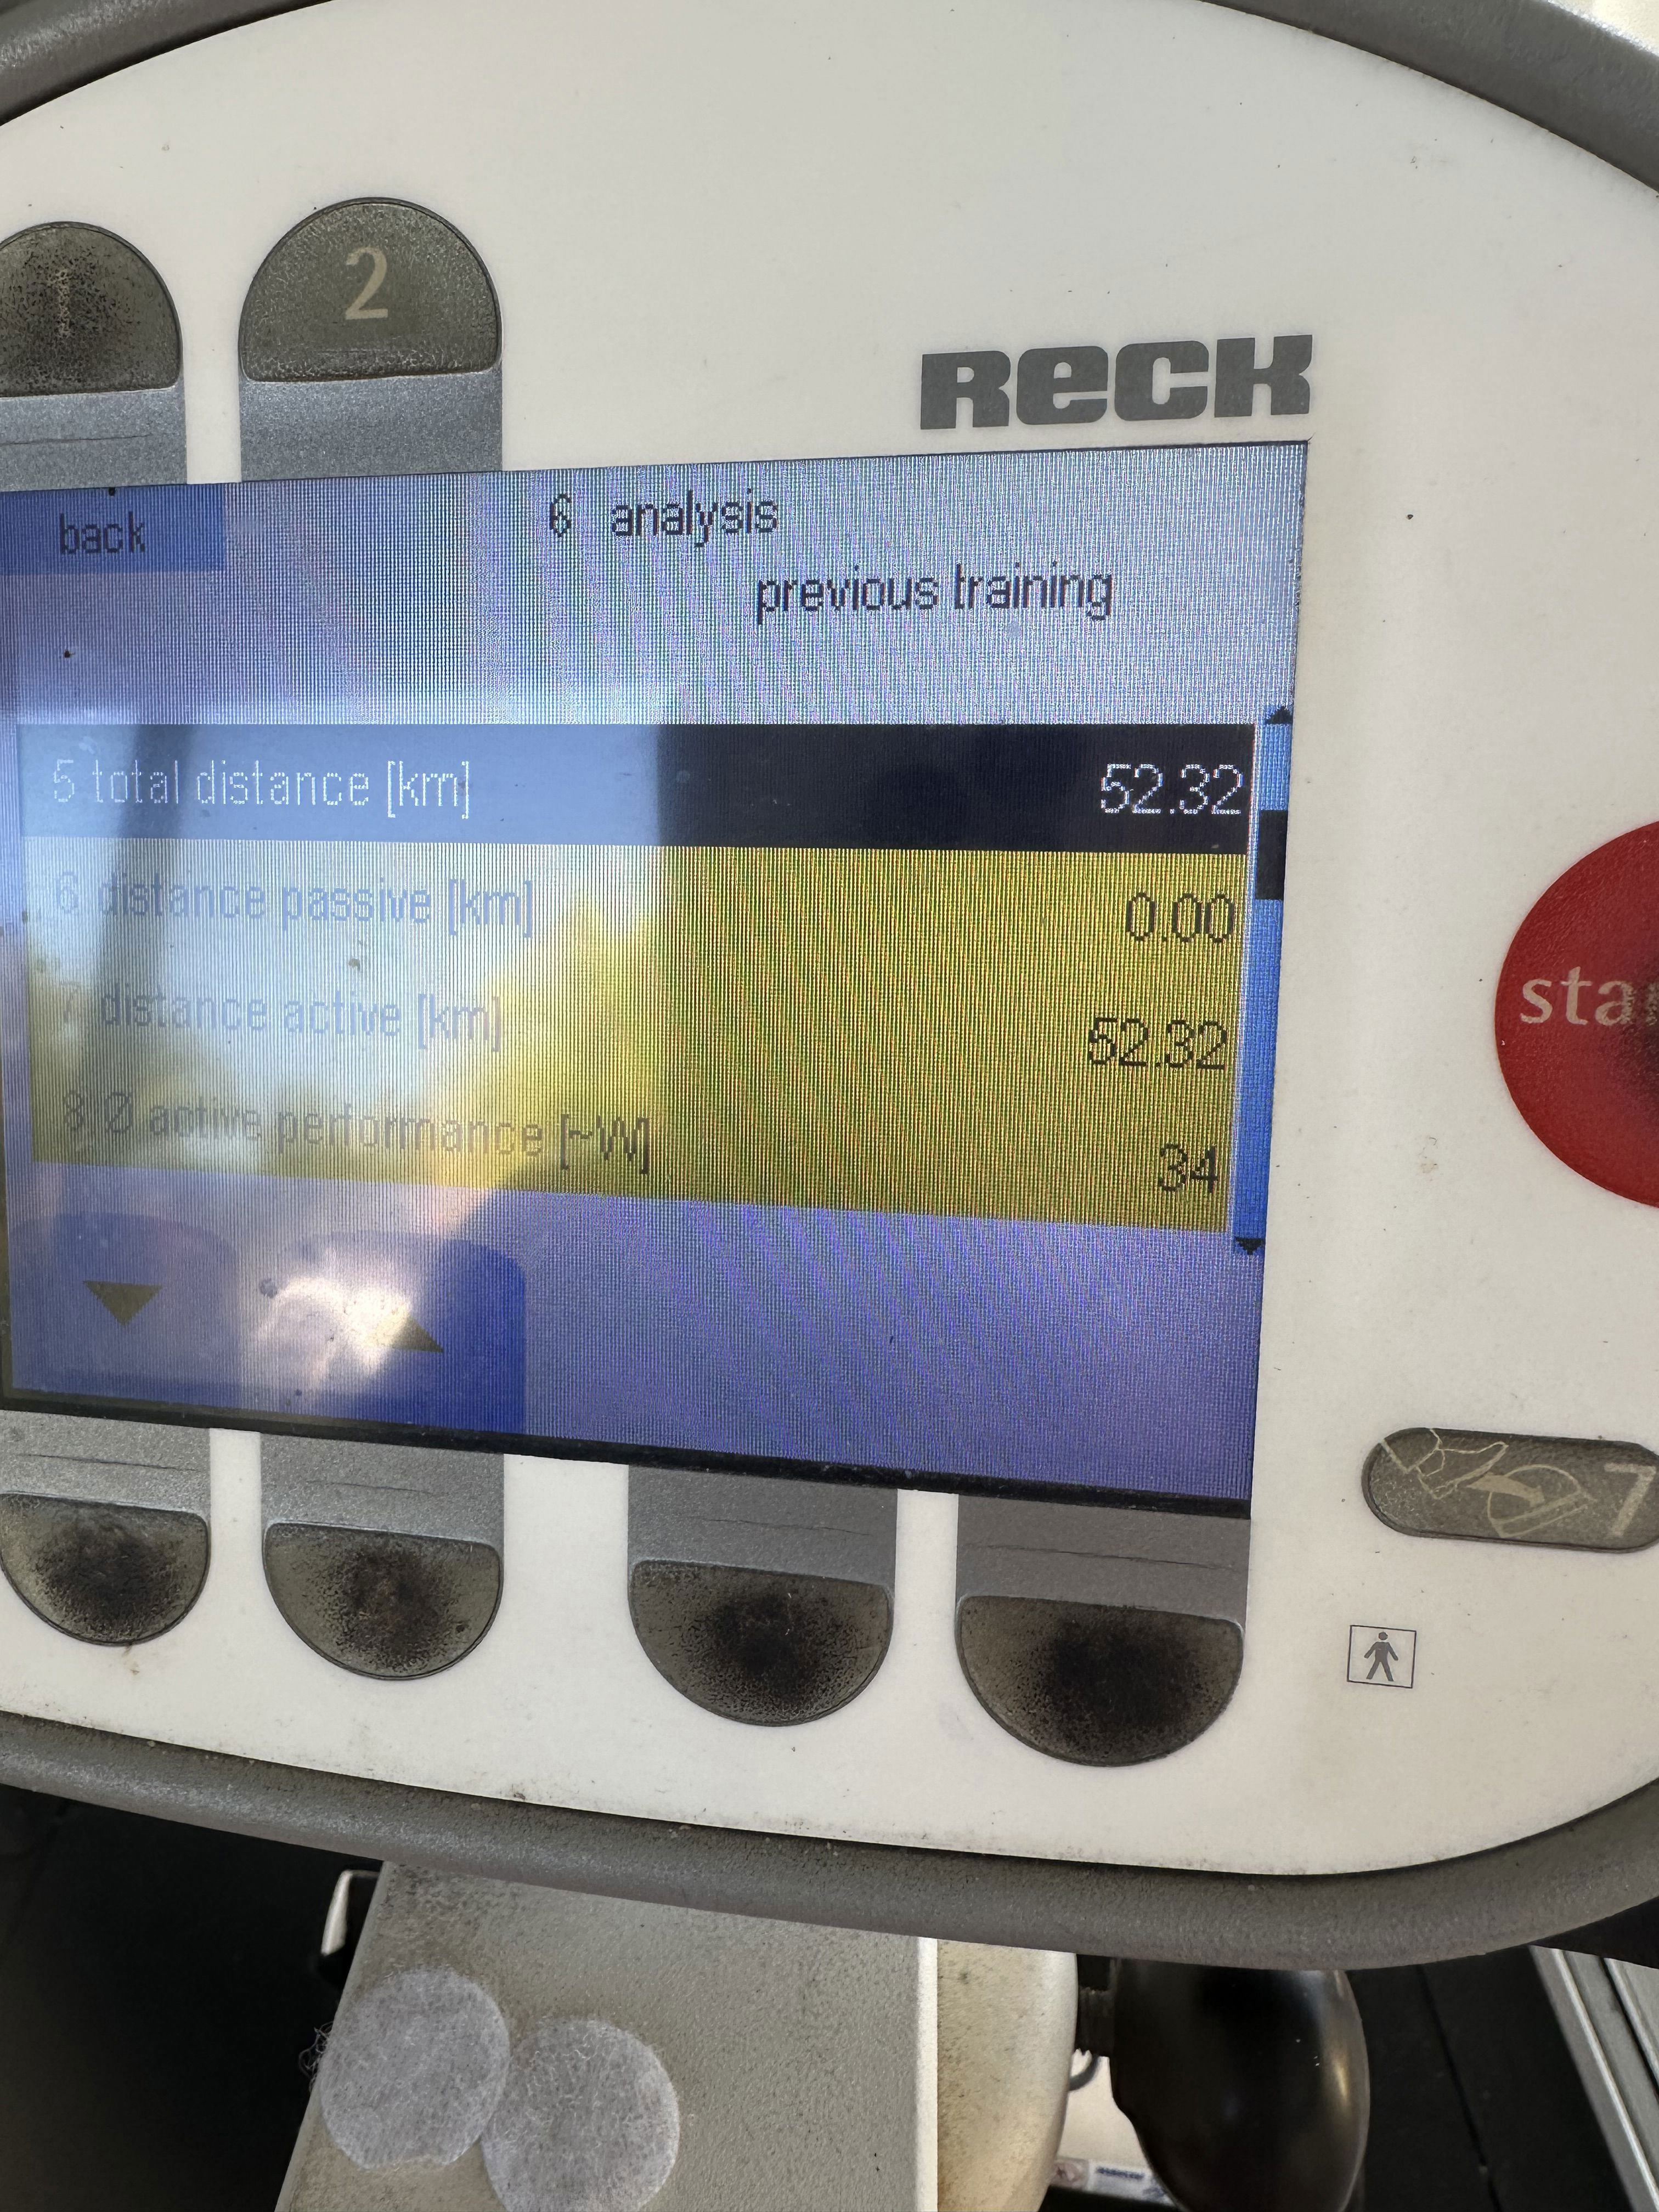 2
RECK
back
6 analysis
previous training
5 total distance [km] 52.32
6 distance passive [km] 0.00
7 distance active [km] 52.32
8 Ø active performance [~W] 34
7